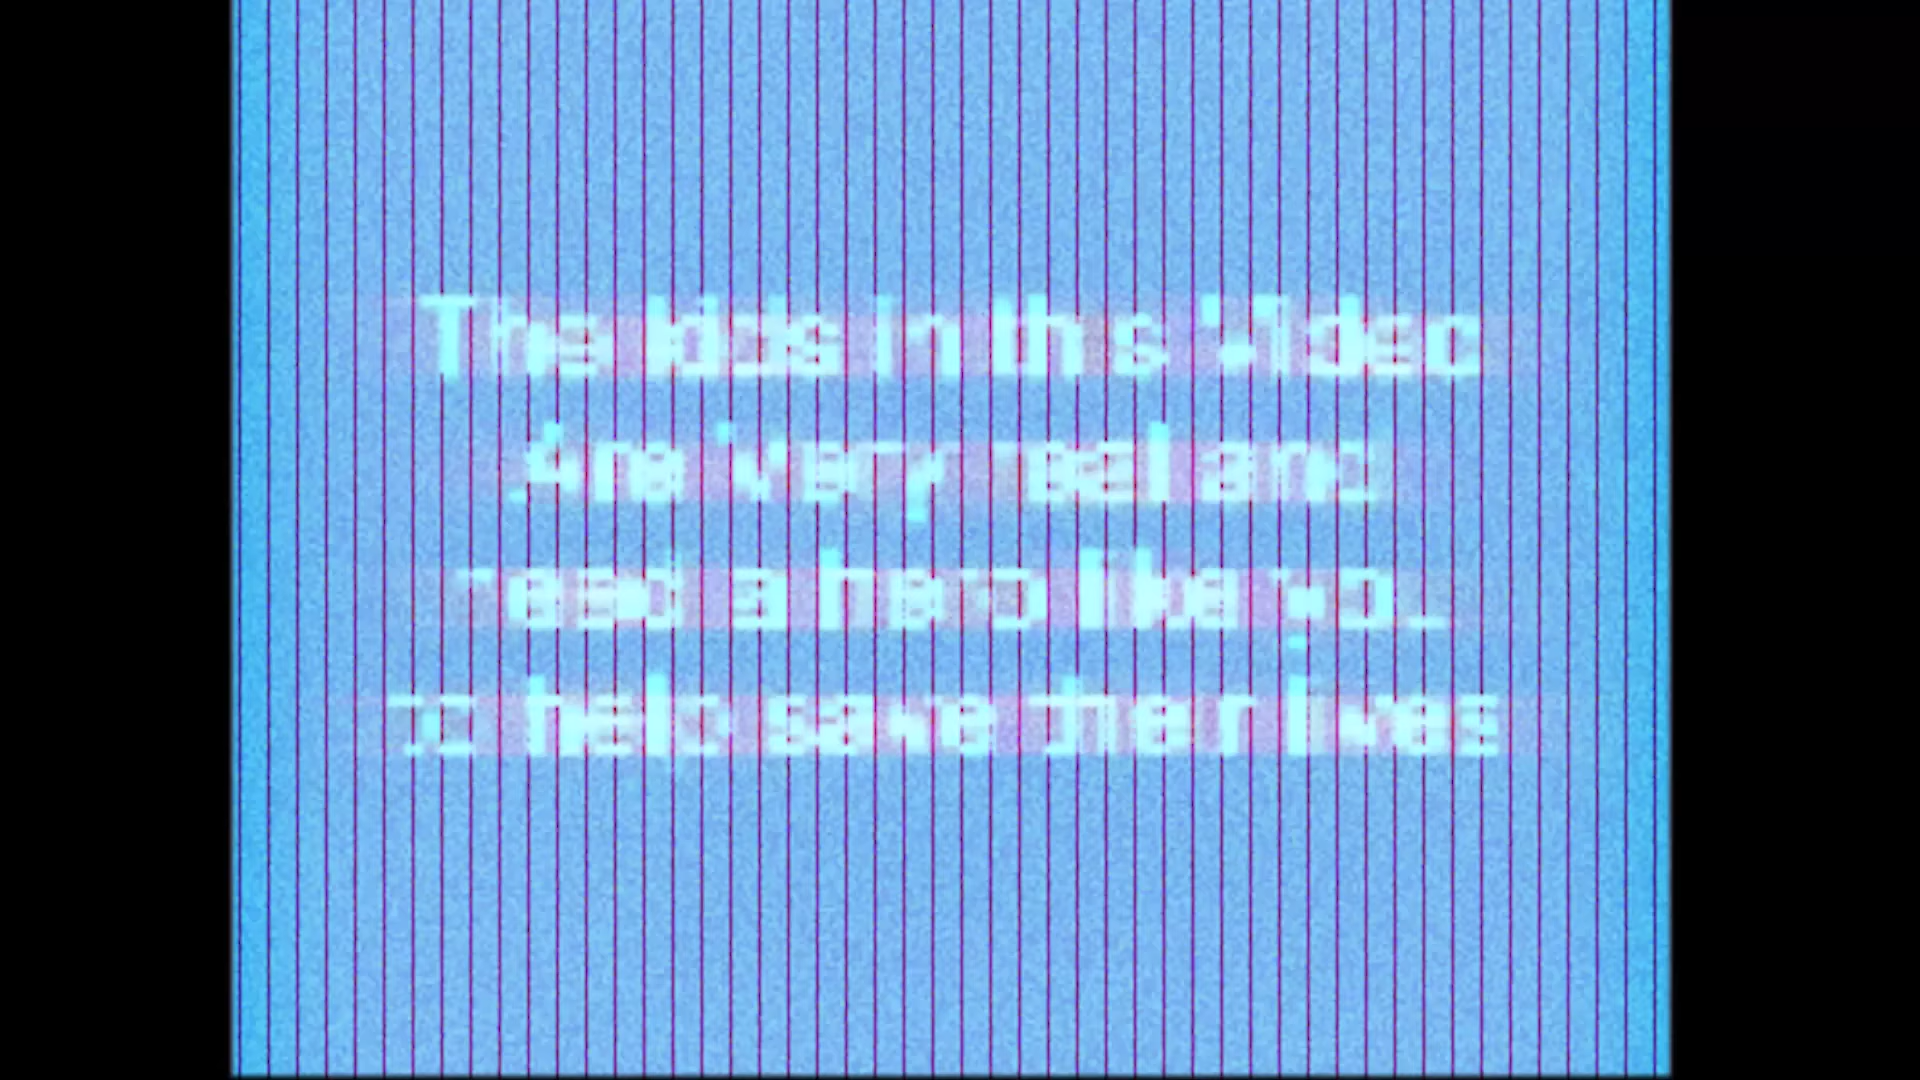 The kids in this video
Are very real and
need a hero like you
to help save their lives